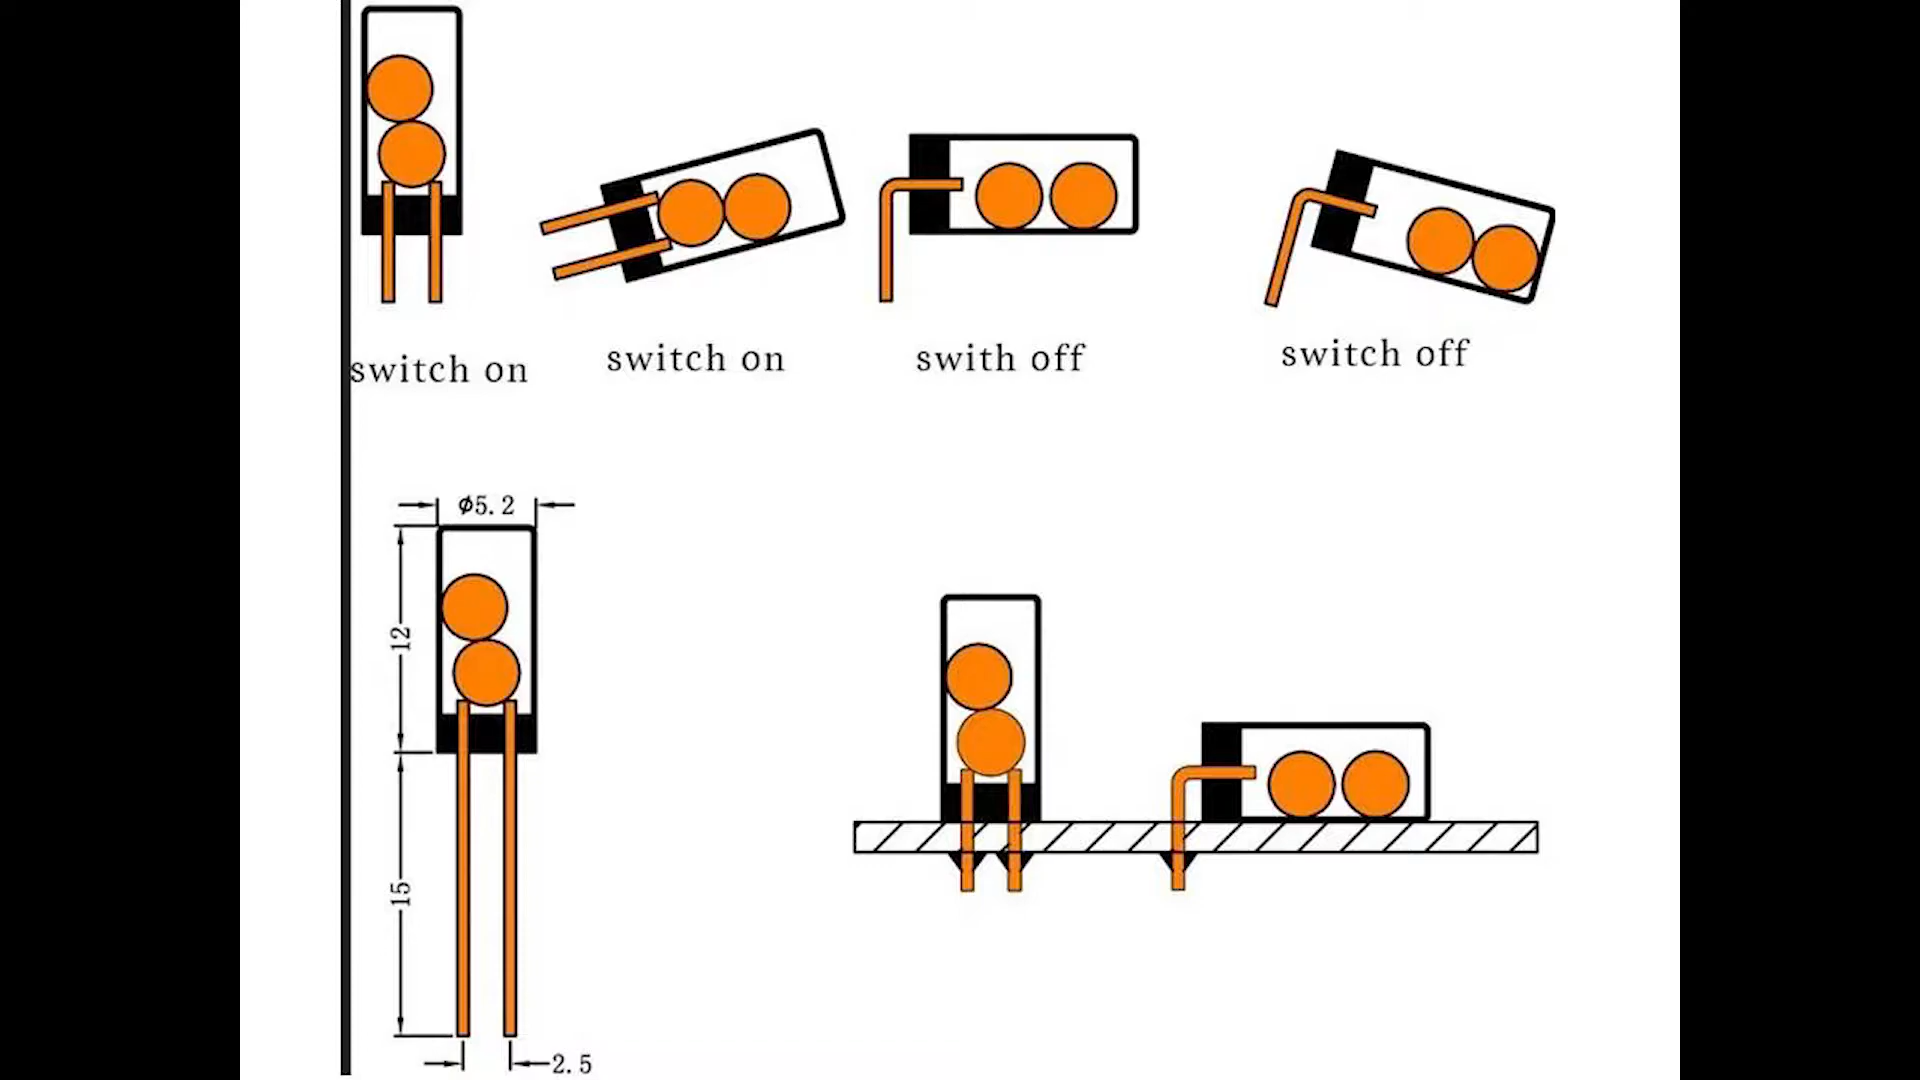 switch on
switch on
swith off
switch off
ϕ5.2
12
15
2.5